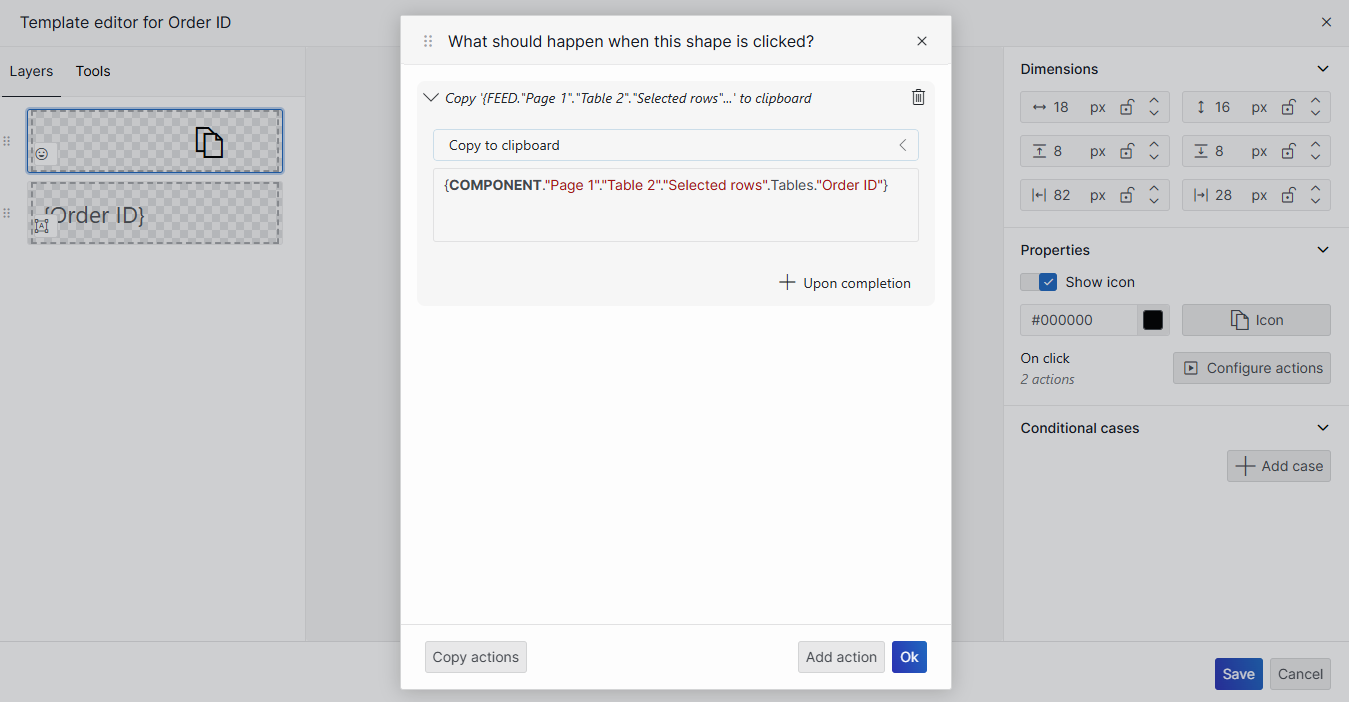 Template editor for Order ID
Layers Tools
{Order ID}
A
What should happen when this shape is clicked?
Copy '{FEED."Page 1"."Table 2"."Selected rows"...' to clipboard
Copy to clipboard
{COMPONENT."Page 1"."Table 2"."Selected rows".Tables."Order ID"}
Upon completion
Copy actions Add action Ok
Dimensions
18 px 16 px
8 px 8 px
82 px 28 px
Properties
Show icon
#000000 Icon
On click
2 actions
Configure actions
Conditional cases
Add case
Save Cancel